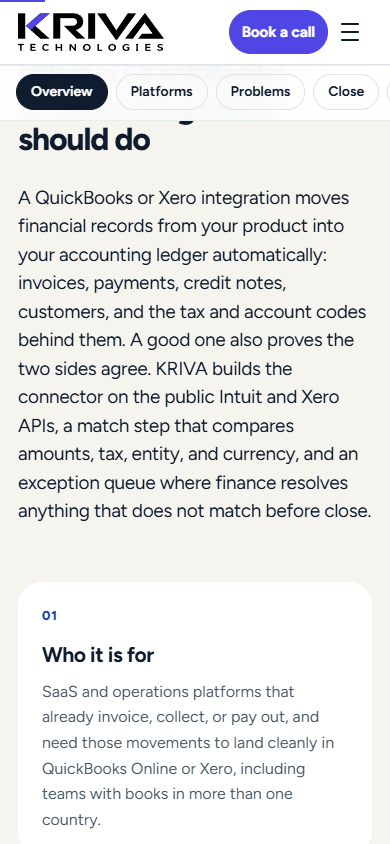 KRIVA
TECHNOLOGIES
Book a call
Overview
Platforms
Problems
Close
should do
A QuickBooks or Xero integration moves
financial records from your product into
your accounting ledger automatically:
invoices, payments, credit notes,
customers, and the tax and account codes
behind them. A good one also proves the
two sides agree. KRIVA builds the
connector on the public Intuit and Xero
APIs, a match step that compares
amounts, tax, entity, and currency, and an
exception queue where finance resolves
anything that does not match before close.
01
Who it is for
SaaS and operations platforms that
already invoice, collect, or pay out, and
need those movements to land cleanly in
QuickBooks Online or Xero, including
teams with books in more than one
country.